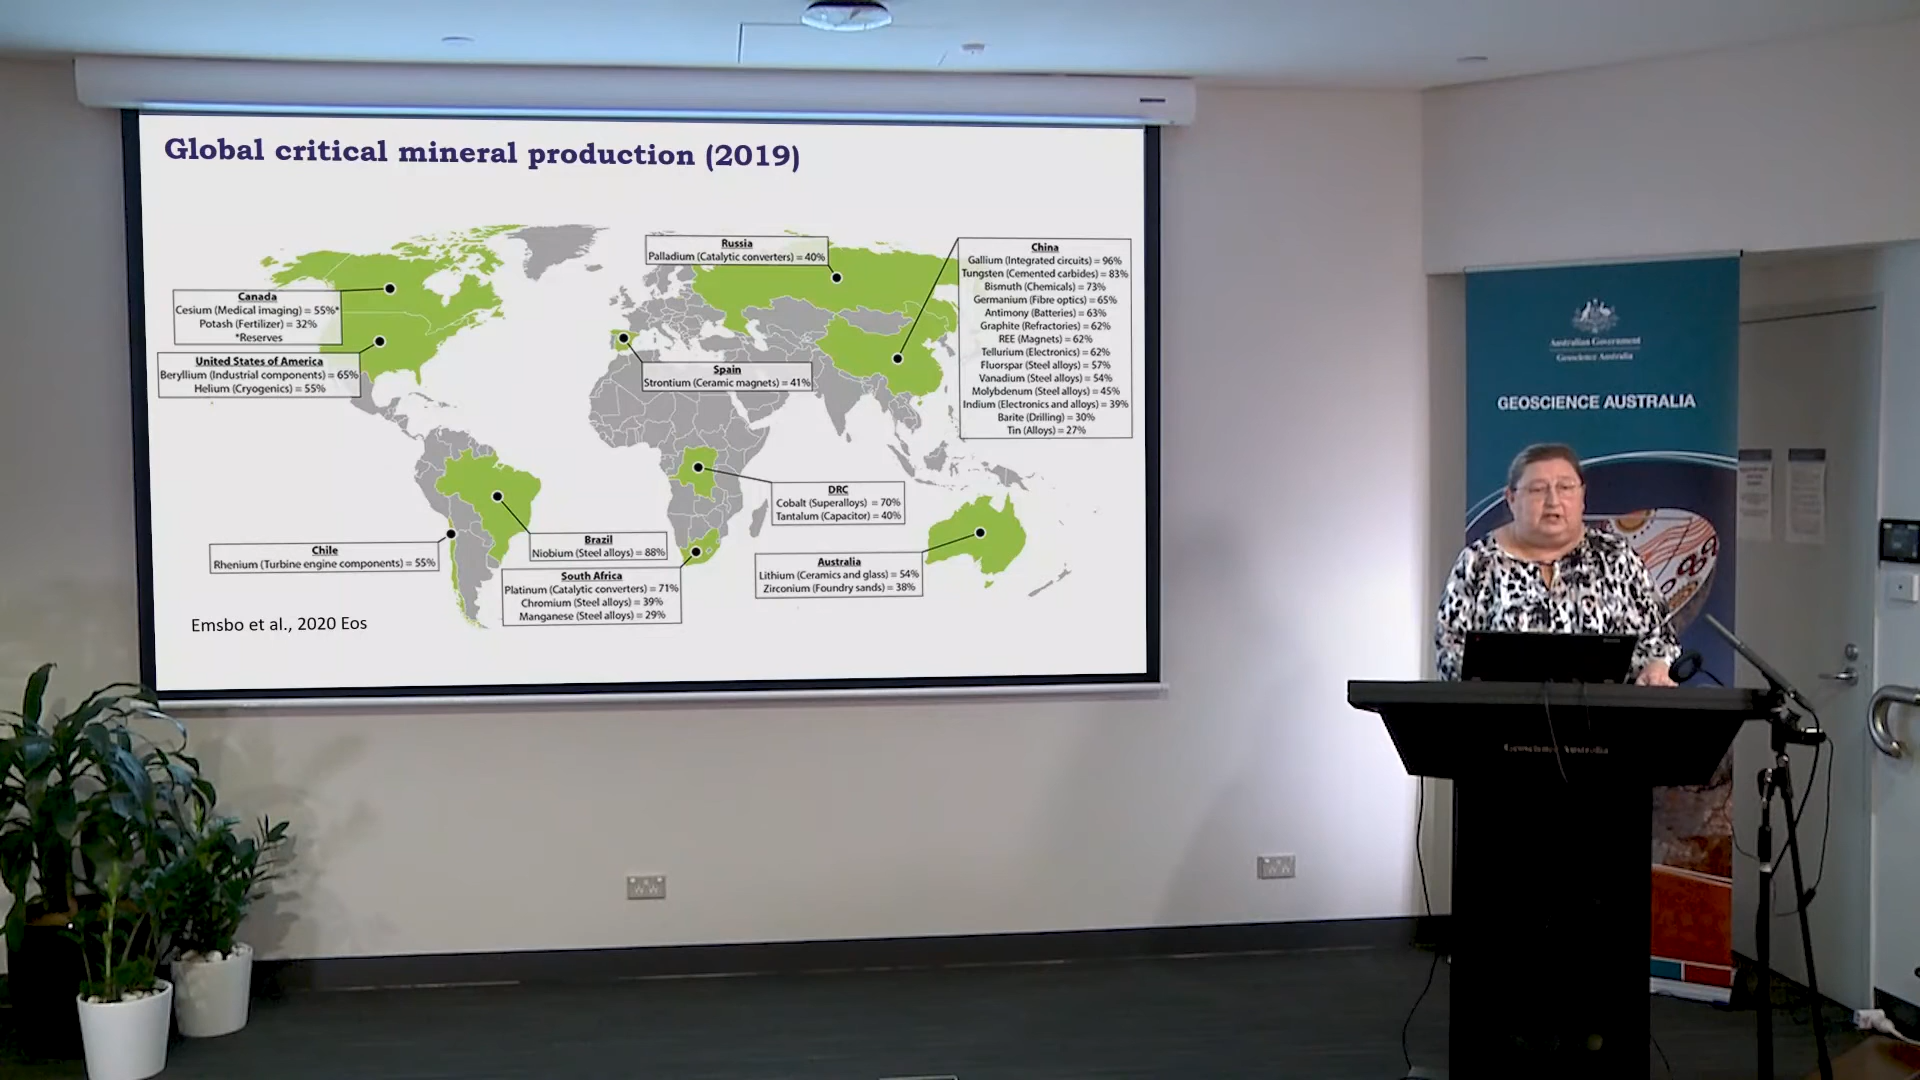 Global critical mineral production (2019)
Russia
Palladium (Catalytic converters) = 40%
China
Gallium (Integrated circuits) = 96%
Tungsten (Cemented carbides) = 83%
Bismuth (Chemicals) = 73%
Germanium (Fibre optics) = 65%
Antimony (Batteries) = 63%
Graphite (Refractories) = 62%
REE (Magnets) = 62%
Tellurium (Electronics) = 62%
Fluorspar (Steel alloys) = 57%
Vanadium (Steel alloys) = 54%
Molybdenum (Steel alloys) = 45%
Indium (Electronics and alloys) = 39%
Barite (Drilling) = 30%
Tin (Alloys) = 27%
Canada
Cesium (Medical imaging) = 55%*
Potash (Fertilizer) = 32%
*Reserves
United States of America
Beryllium (Industrial components) = 65%
Helium (Cryogenics) = 55%
Spain
Strontium (Ceramic magnets) = 41%
DRC
Cobalt (Superalloys) = 70%
Tantalum (Capacitor) = 40%
Brazil
Niobium (Steel alloys) = 88%
Chile
Rhenium (Turbine engine components) = 55%
South Africa
Platinum (Catalytic converters) = 71%
Chromium (Steel alloys) = 39%
Manganese (Steel alloys) = 29%
Australia
Lithium (Ceramics and glass) = 54%
Zirconium (Foundry sands) = 38%
Emsbo et al., 2020 Eos
Australian Government
Geoscience Australia
GEOSCIENCE AUSTRALIA
Geoscience Australia